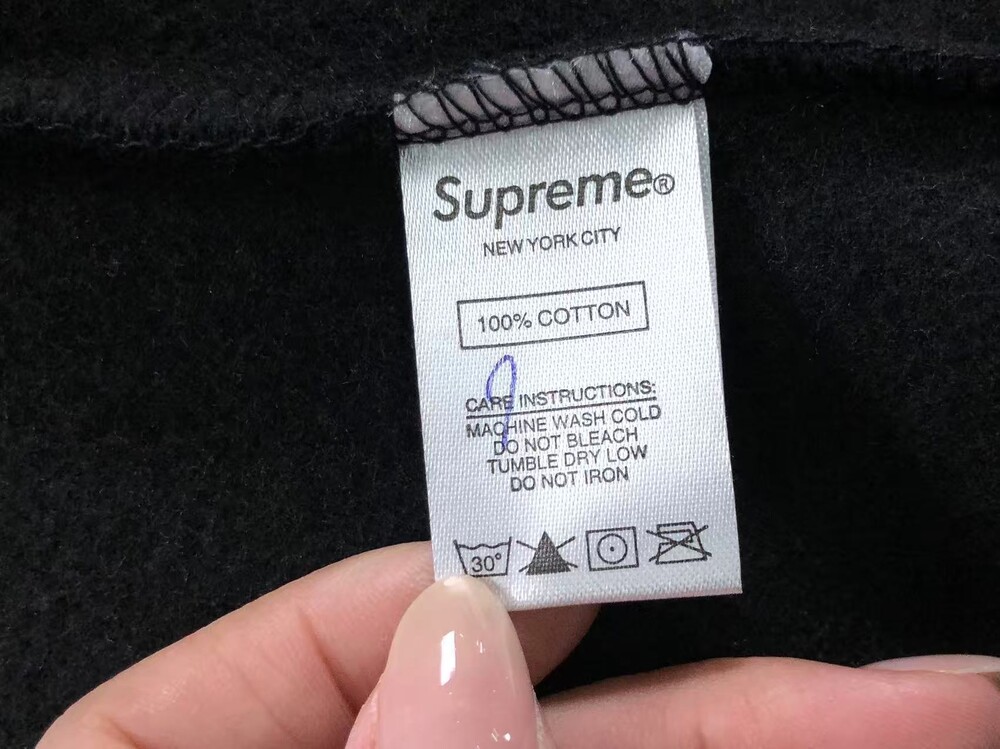 Supreme®
NEW YORK CITY
100% COTTON
CARE INSTRUCTIONS:
MACHINE WASH COLD
DO NOT BLEACH
TUMBLE DRY LOW
DO NOT IRON
30°